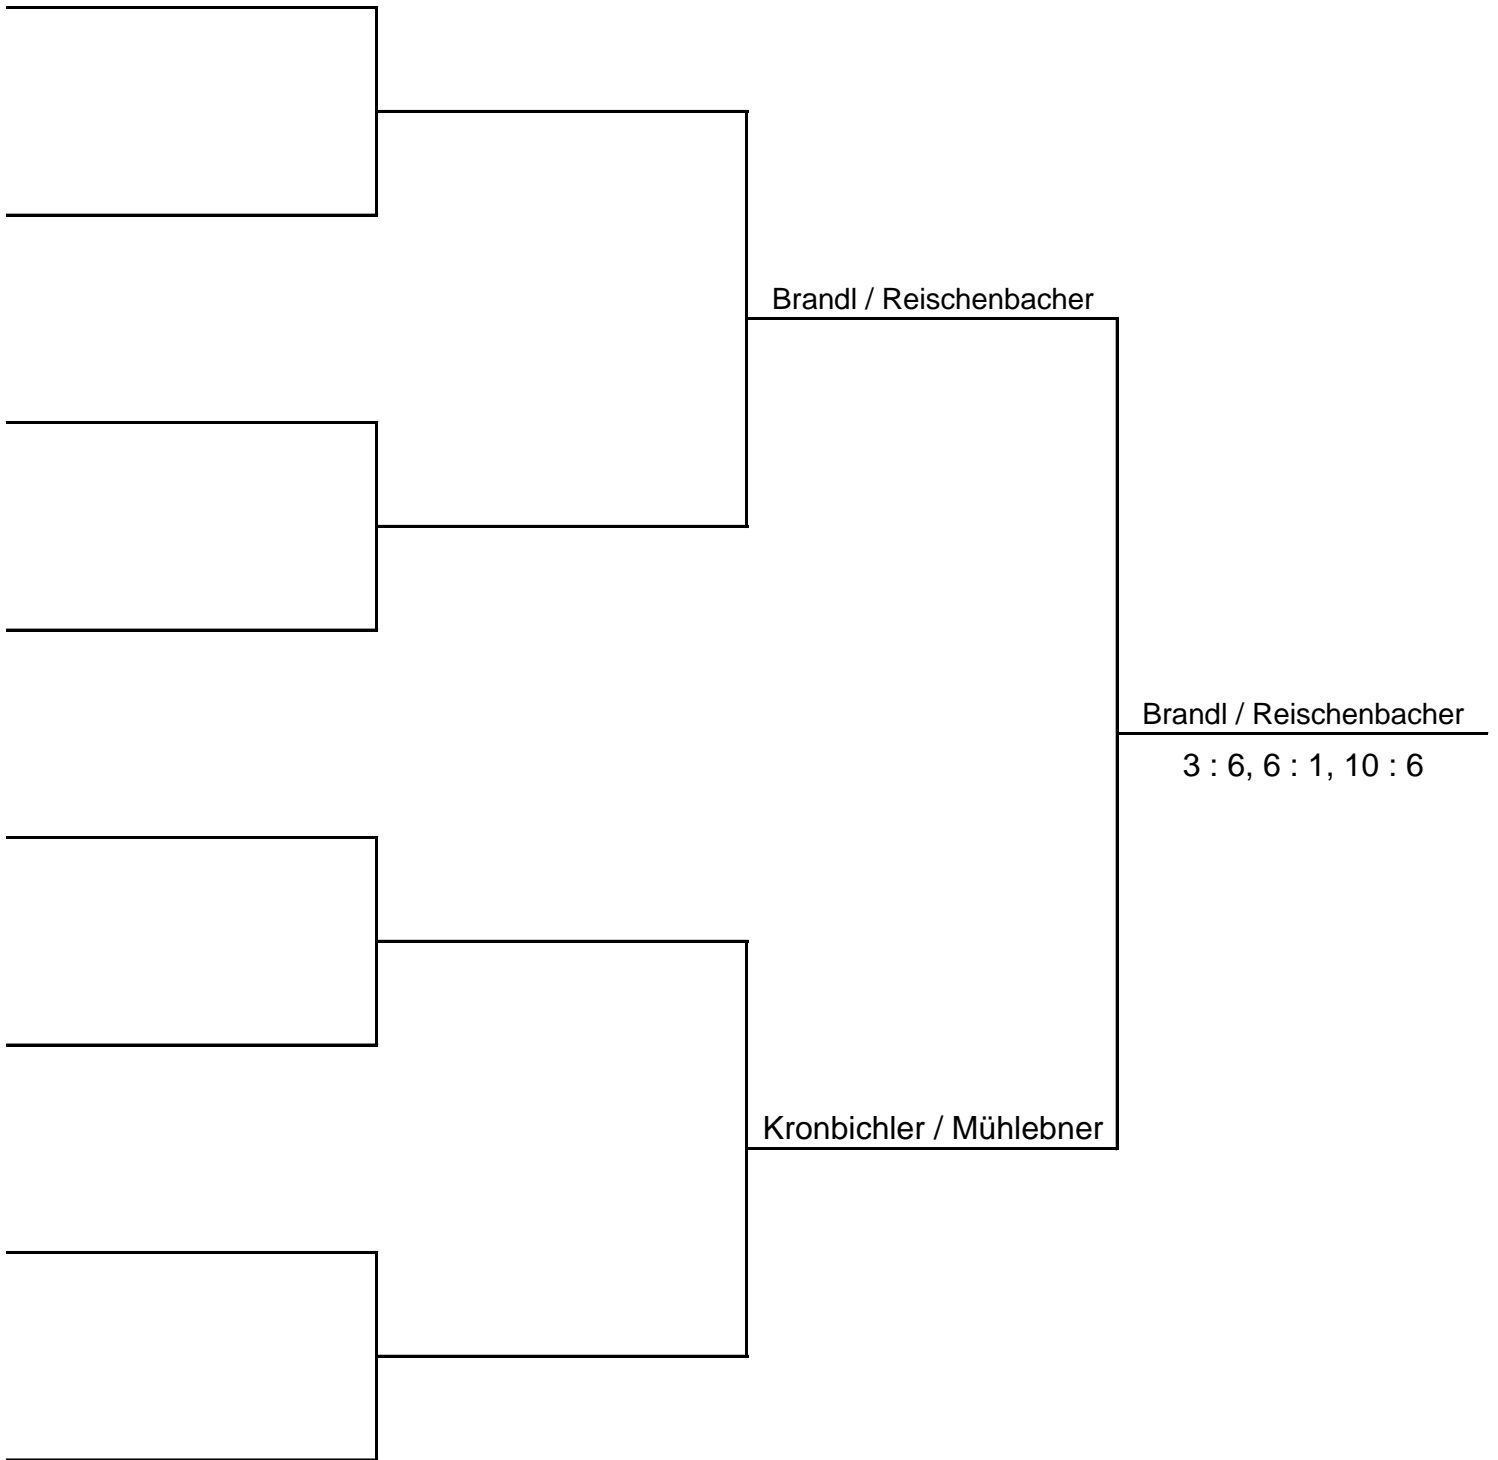 Brandl / Reischenbacher
Brandl / Reischenbacher
3 : 6, 6 : 1, 10 : 6
Kronbichler / Mühlebner